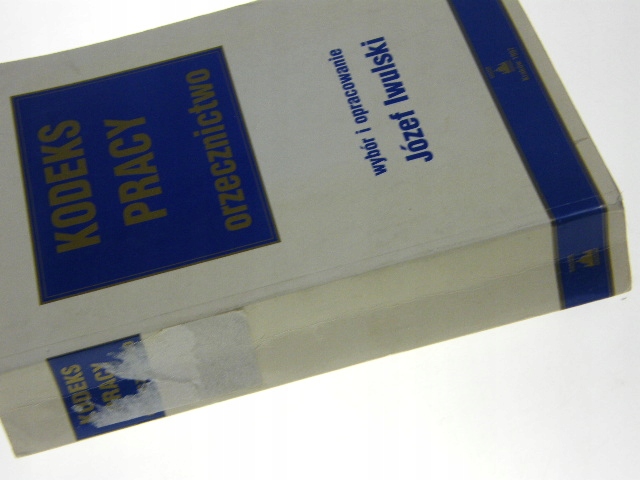 KODEKS
PRACY
orzecznictwo
wybór i opracowanie
Józef Iwulski
KODEKS
PRACY